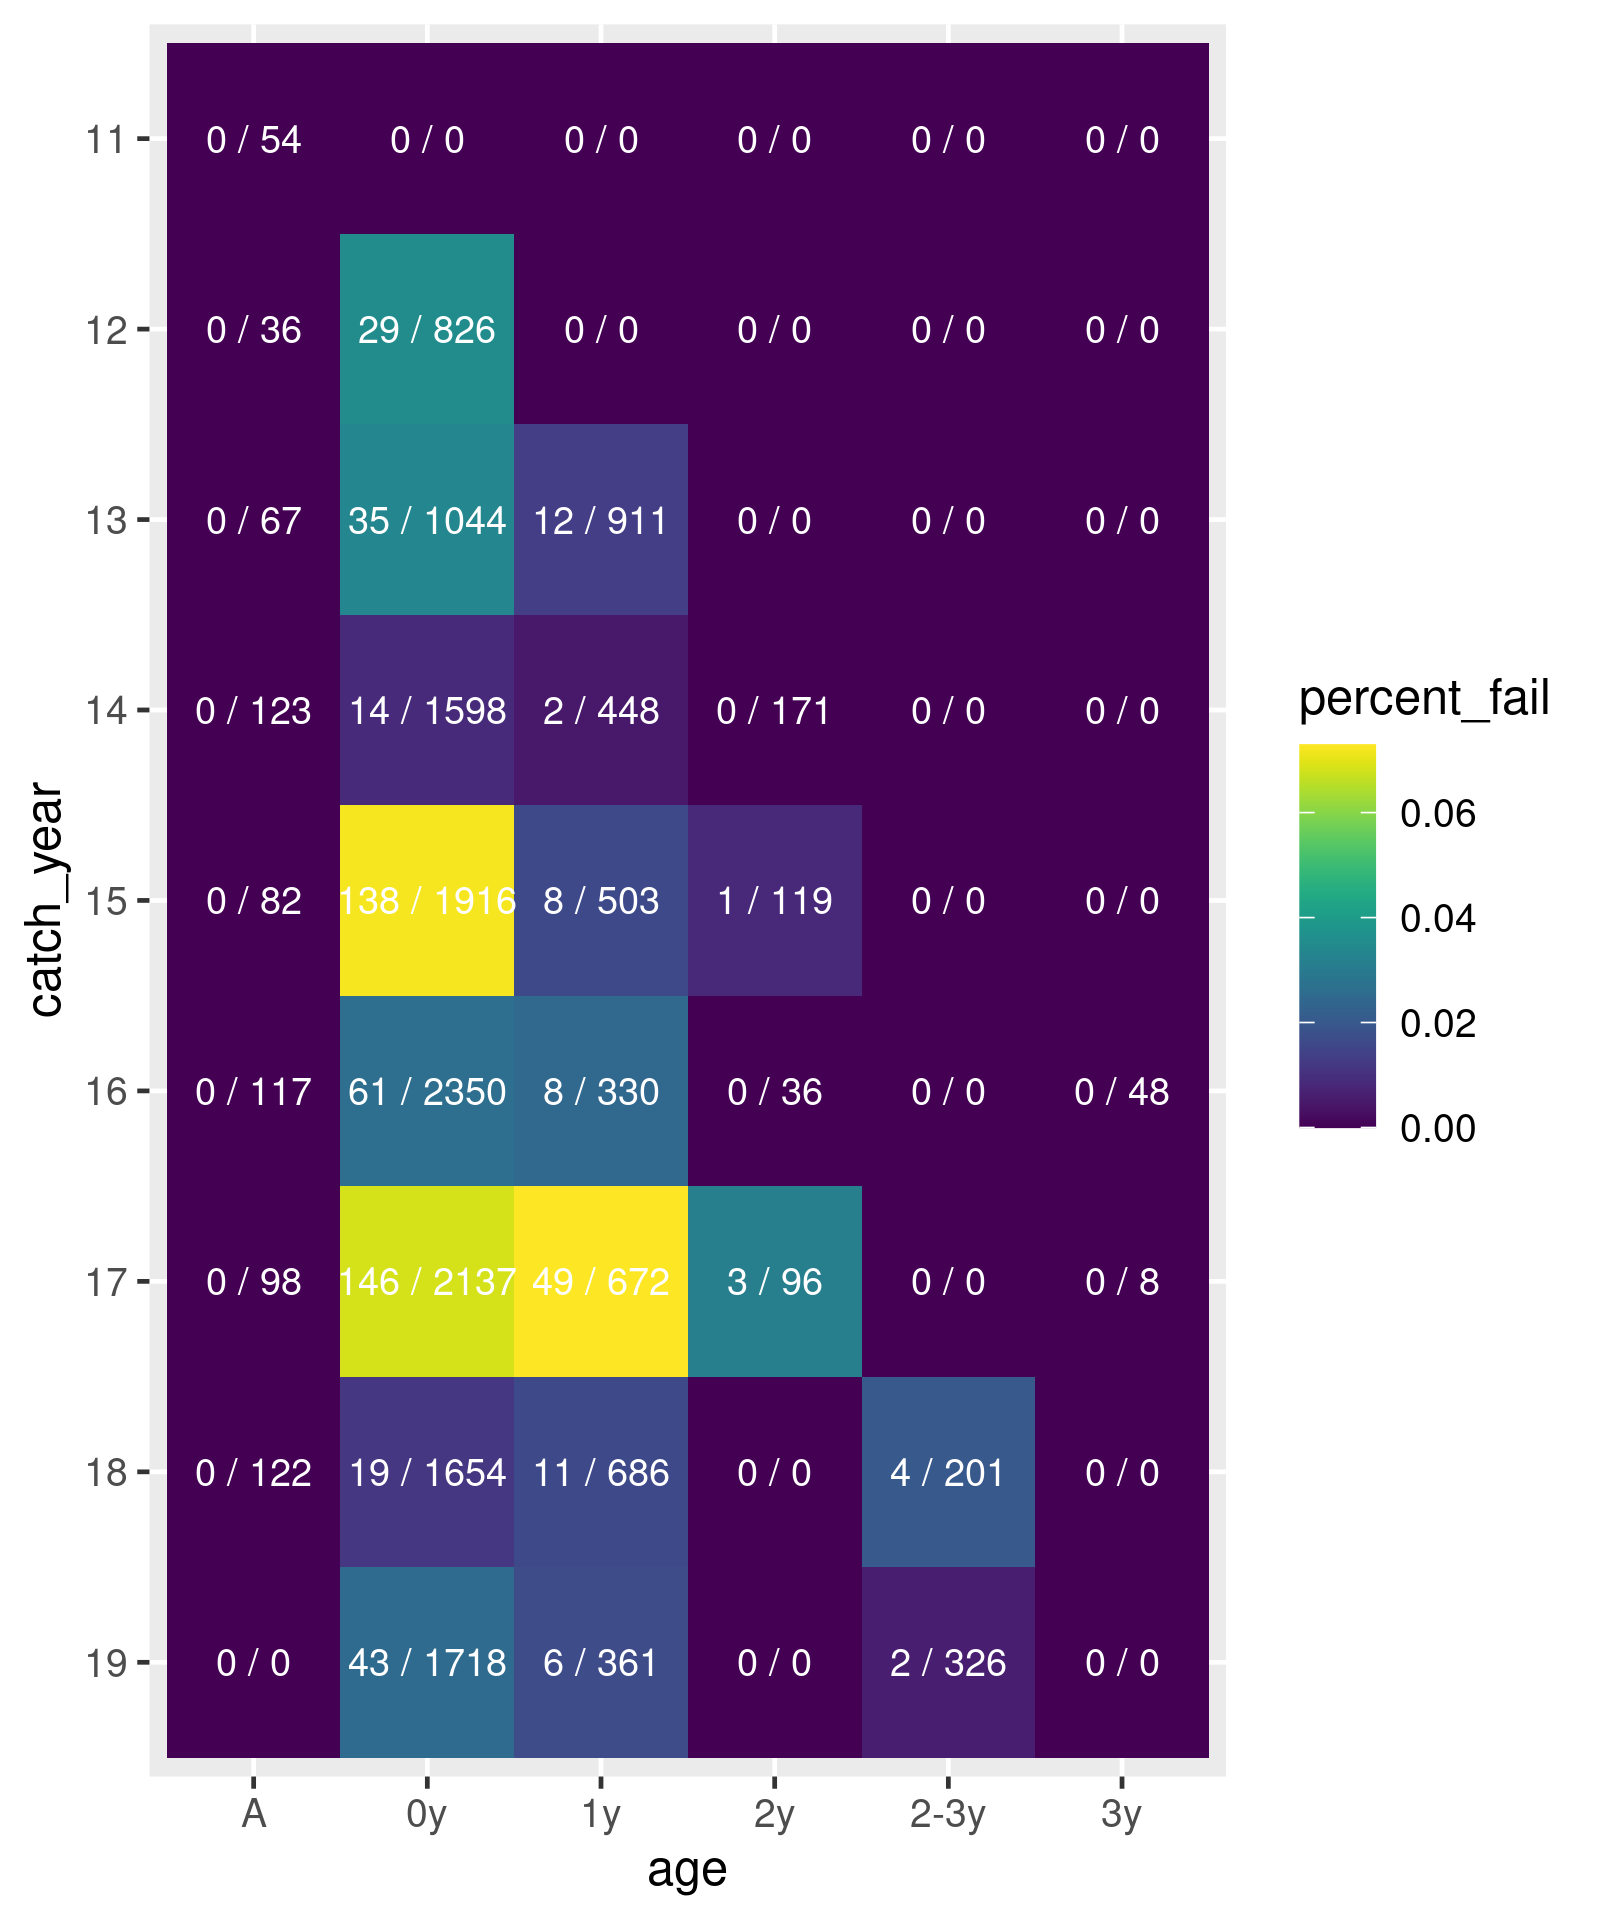 11 0 / 54 0 / 0 0 / 0 0 / 0 0 / 0 0 / 0
12 0 / 36 29 / 826 0 / 0 0 / 0 0 / 0 0 / 0
13 0 / 67 35 / 1044 12 / 911 0 / 0 0 / 0 0 / 0
14 0 / 123 14 / 1598 2 / 448 0 / 171 0 / 0 0 / 0
15 0 / 82 138 / 1916 8 / 503 1 / 119 0 / 0 0 / 0
16 0 / 117 61 / 2350 8 / 330 0 / 36 0 / 0 0 / 48
17 0 / 98 146 / 2137 49 / 672 3 / 96 0 / 0 0 / 8
18 0 / 122 19 / 1654 11 / 686 0 / 0 4 / 201 0 / 0
19 0 / 0 43 / 1718 6 / 361 0 / 0 2 / 326 0 / 0
A 0y 1y 2y 2-3y 3y
age
catch_year
percent_fail
0.06
0.04
0.02
0.00